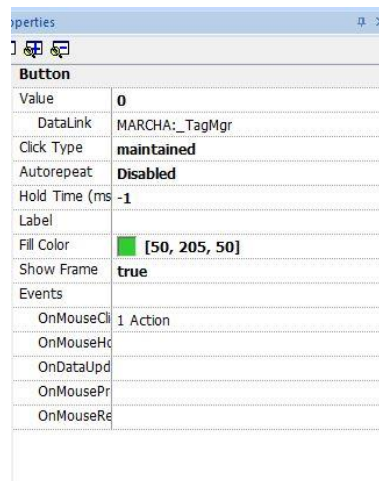 operties
Button
Value 0
DataLink MARCHA:_TagMgr
Click Type maintained
Autorepeat Disabled
Hold Time (ms -1
Label
Fill Color [50, 205, 50]
Show Frame true
Events
OnMouseCli 1 Action
OnMouseHo
OnDataUpd
OnMousePr
OnMouseRe